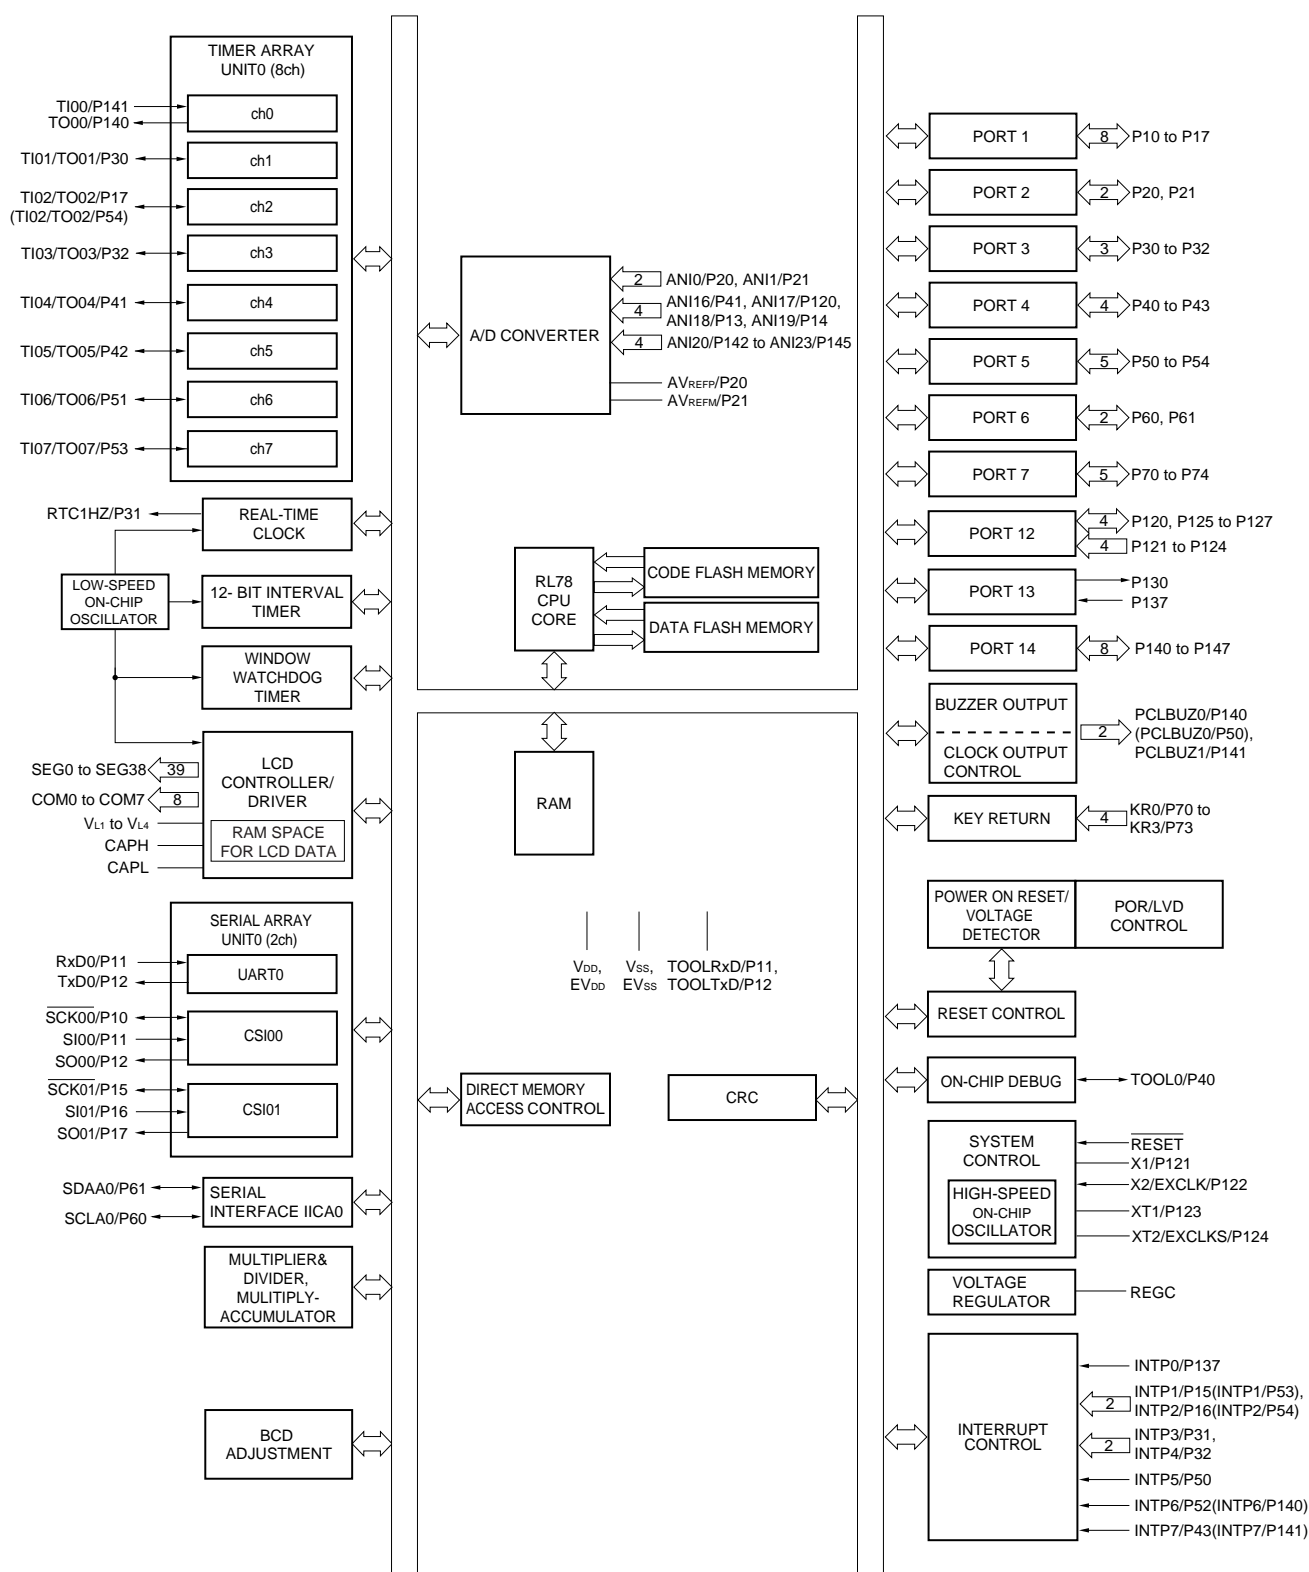 TIMER ARRAY
UNIT0 (8ch)
TI00/P141
TO00/P140
ch0
TI01/TO01/P30
ch1
TI02/TO02/P17
(TI02/TO02/P54)
ch2
TI03/TO03/P32
ch3
TI04/TO04/P41
ch4
TI05/TO05/P42
ch5
TI06/TO06/P51
ch6
TI07/TO07/P53
ch7
RTC1HZ/P31
REAL-TIME
CLOCK
LOW-SPEED
ON-CHIP
OSCILLATOR
12- BIT INTERVAL
TIMER
WINDOW
WATCHDOG
TIMER
LCD
CONTROLLER/
DRIVER
RAM SPACE
FOR LCD DATA
SEG0 to SEG38
39
COM0 to COM7
8
VL1 to VL4
CAPH
CAPL
SERIAL ARRAY
UNIT0 (2ch)
RxD0/P11
TxD0/P12
UART0
SCK00/P10
SI00/P11
SO00/P12
CSI00
SCK01/P15
SI01/P16
SO01/P17
CSI01
SDAA0/P61
SCLA0/P60
SERIAL
INTERFACE IICA0
MULTIPLIER&
DIVIDER,
MULITIPLY-
ACCUMULATOR
BCD
ADJUSTMENT
A/D CONVERTER
2
ANI0/P20, ANI1/P21
4
ANI16/P41, ANI17/P120,
ANI18/P13, ANI19/P14
4
ANI20/P142 to ANI23/P145
AVREFP/P20
AVREFM/P21
RL78
CPU
CORE
CODE FLASH MEMORY
DATA FLASH MEMORY
RAM
VDD,
EVDD
VSS,
EVSS
TOOLRxD/P11,
TOOLTxD/P12
DIRECT MEMORY
ACCESS CONTROL
CRC
PORT 1
8
P10 to P17
PORT 2
2
P20, P21
PORT 3
3
P30 to P32
PORT 4
4
P40 to P43
PORT 5
5
P50 to P54
PORT 6
2
P60, P61
PORT 7
5
P70 to P74
PORT 12
4
P120, P125 to P127
4
P121 to P124
PORT 13
P130
P137
PORT 14
8
P140 to P147
BUZZER OUTPUT
CLOCK OUTPUT
CONTROL
2
PCLBUZ0/P140
(PCLBUZ0/P50),
PCLBUZ1/P141
KEY RETURN
4
KR0/P70 to
KR3/P73
POWER ON RESET/
VOLTAGE
DETECTOR
POR/LVD
CONTROL
RESET CONTROL
ON-CHIP DEBUG
TOOL0/P40
SYSTEM
CONTROL
HIGH-SPEED
ON-CHIP
OSCILLATOR
RESET
X1/P121
X2/EXCLK/P122
XT1/P123
XT2/EXCLKS/P124
VOLTAGE
REGULATOR
REGC
INTERRUPT
CONTROL
INTP0/P137
2
INTP1/P15(INTP1/P53),
INTP2/P16(INTP2/P54)
2
INTP3/P31,
INTP4/P32
INTP5/P50
INTP6/P52(INTP6/P140)
INTP7/P43(INTP7/P141)